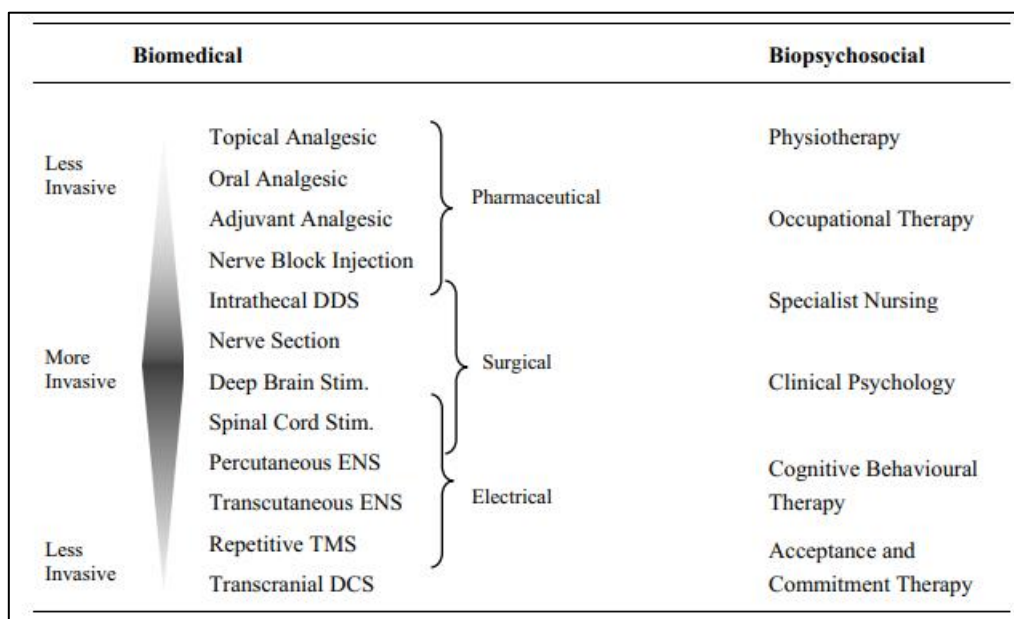 Biomedical Biopsychosocial
Topical Analgesic Physiotherapy
Less
Invasive
Oral Analgesic
Pharmaceutical
Adjuvant Analgesic Occupational Therapy
Nerve Block Injection
Intrathecal DDS Specialist Nursing
Nerve Section
More
Invasive
Surgical
Deep Brain Stim. Clinical Psychology
Spinal Cord Stim.
Percutaneous ENS Cognitive Behavioural
Electrical
Transcutaneous ENS Therapy
Repetitive TMS Acceptance and
Less
Invasive
Transcranial DCS Commitment Therapy